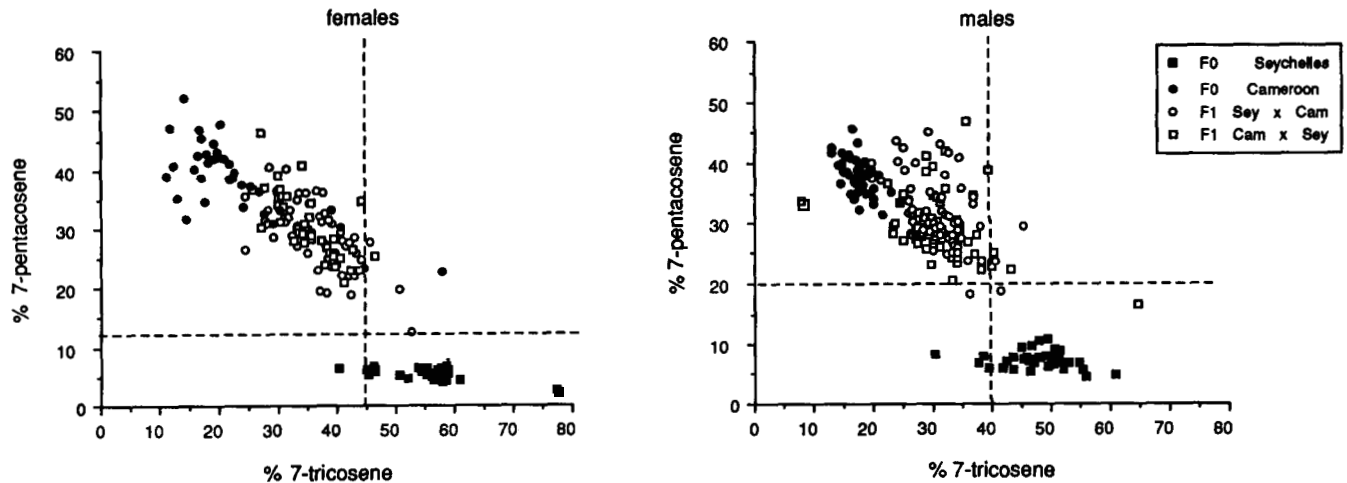 females
% 7-pentacosene
60
50
40
30
20
10
0
0 10 20 30 40 50 60 70 80
% 7-tricosene
males
% 7-pentacosene
60
50
40
30
20
10
0
0 10 20 30 40 50 60 70 80
% 7-tricosene
F0 Seychelles
F0 Cameroon
F1 Sey x Cam
F1 Cam x Sey